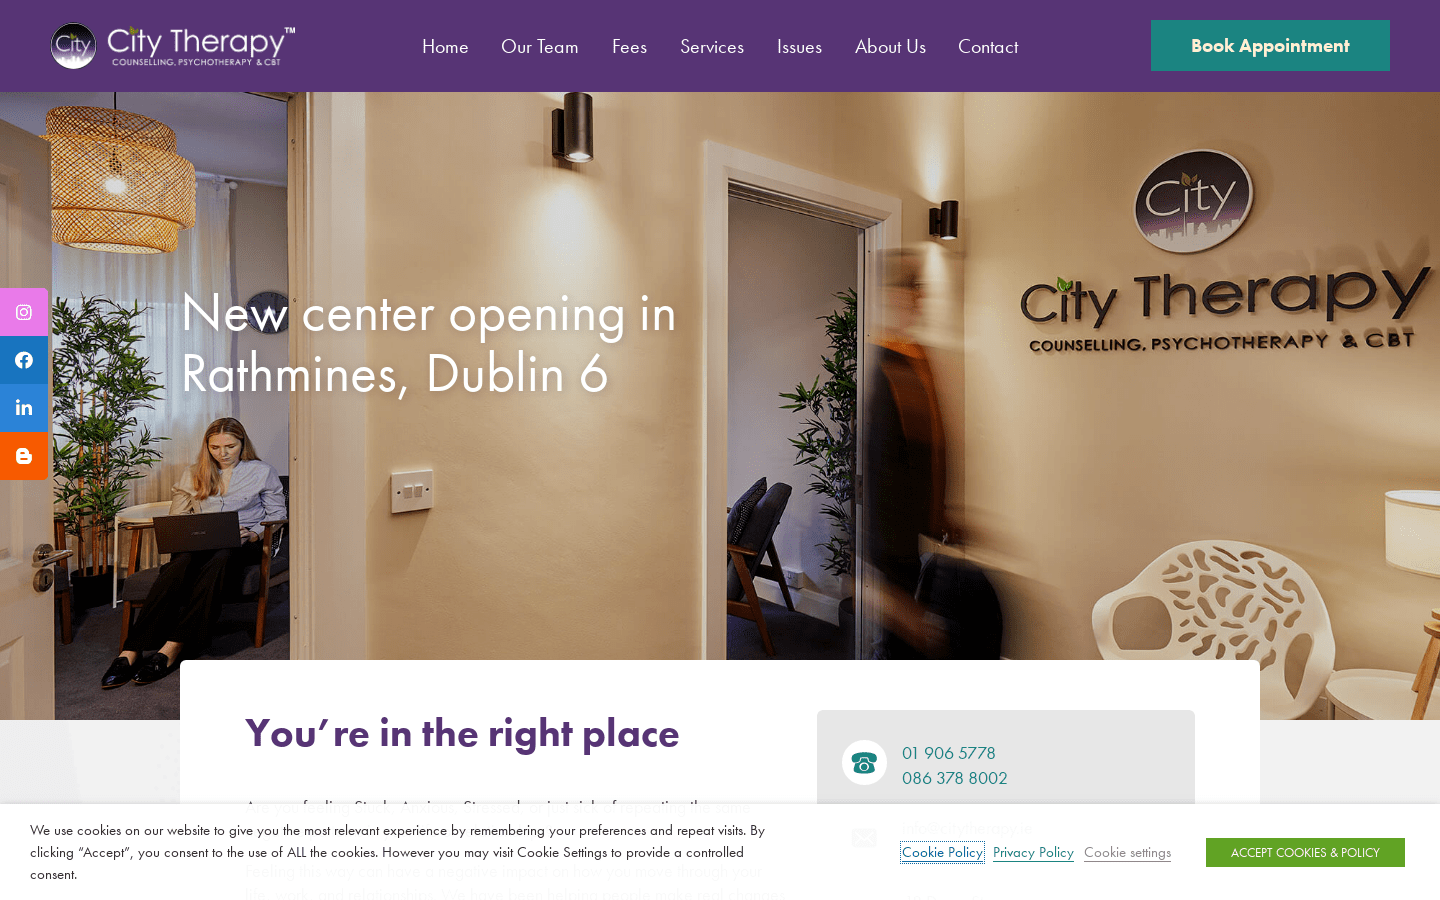 City
City Therapy™
COUNSELLING, PSYCHOTHERAPY & CBT
Home
Our Team
Fees
Services
Issues
About Us
Contact
Book Appointment
City
City Therapy
COUNSELLING, PSYCHOTHERAPY & CBT
New center opening in
Rathmines, Dublin 6
You’re in the right place
01 906 5778
086 378 8002
We use cookies on our website to give you the most relevant experience by remembering your preferences and repeat visits. By
clicking “Accept”, you consent to the use of ALL the cookies. However you may visit Cookie Settings to provide a controlled
consent.
Cookie Policy
Privacy Policy
Cookie settings
ACCEPT COOKIES & POLICY